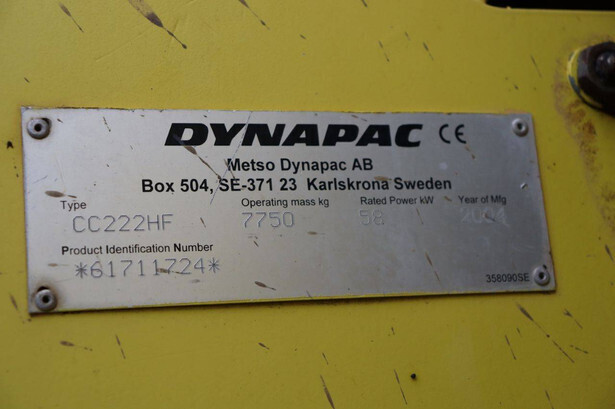 DYNAPAC CE
Metso Dynapac AB
Box 504, SE-371 23 Karlskrona Sweden
Type Operating mass kg Rated Power kW Year of Mfg
CC222HF 7750 58 2001
Product Identification Number
*61711724*
358090SE